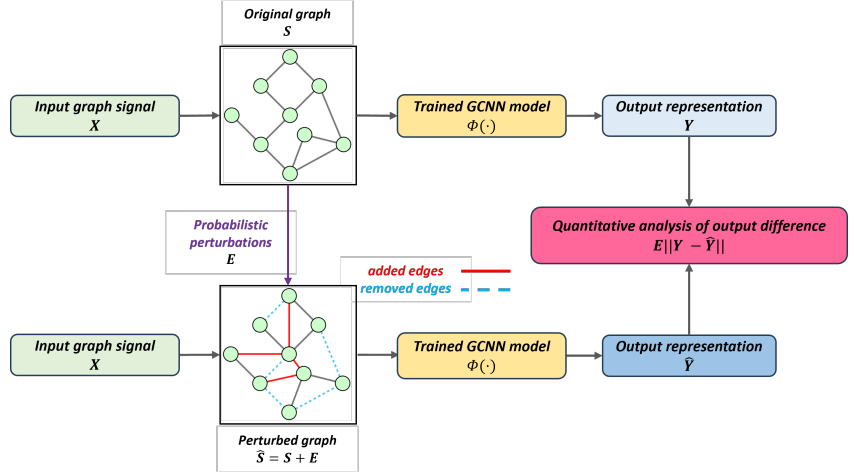 Original graph
S
Input graph signal
X
Trained GCNN model
Φ(·)
Output representation
Y
Probabilistic
perturbations
E
Quantitative analysis of output difference
E||Y − Ŷ||
added edges
removed edges
Input graph signal
X
Trained GCNN model
Φ(·)
Output representation
Ŷ
Perturbed graph
Ŝ = S + E